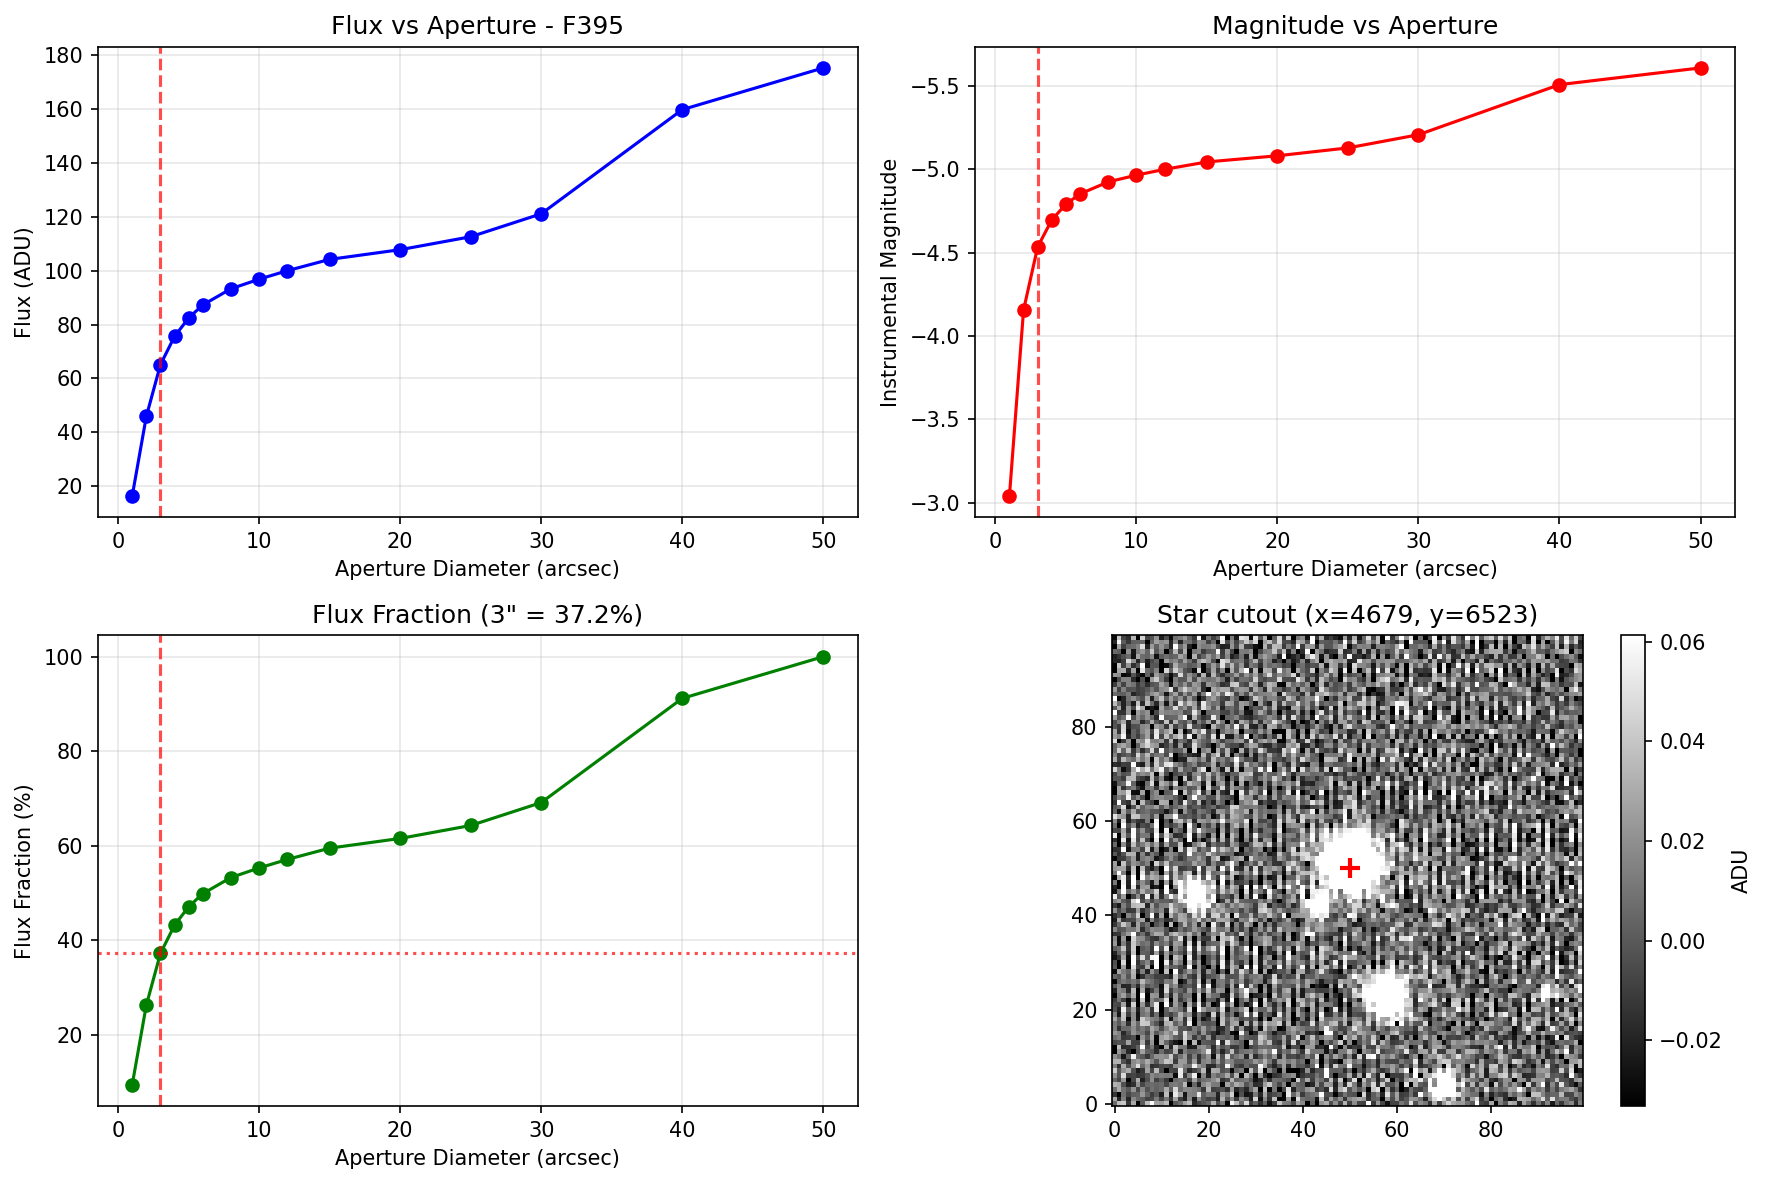 Flux vs Aperture - F395
180
160
140
120
100
80
60
40
20
Flux (ADU)
0 10 20 30 40 50
Aperture Diameter (arcsec)
Magnitude vs Aperture
−5.5
−5.0
−4.5
−4.0
−3.5
−3.0
Instrumental Magnitude
0 10 20 30 40 50
Aperture Diameter (arcsec)
Flux Fraction (3" = 37.2%)
100
80
60
40
20
Flux Fraction (%)
0 10 20 30 40 50
Aperture Diameter (arcsec)
Star cutout (x=4679, y=6523)
80
60
40
20
0
0 20 40 60 80
0.06
0.04
0.02
0.00
−0.02
ADU